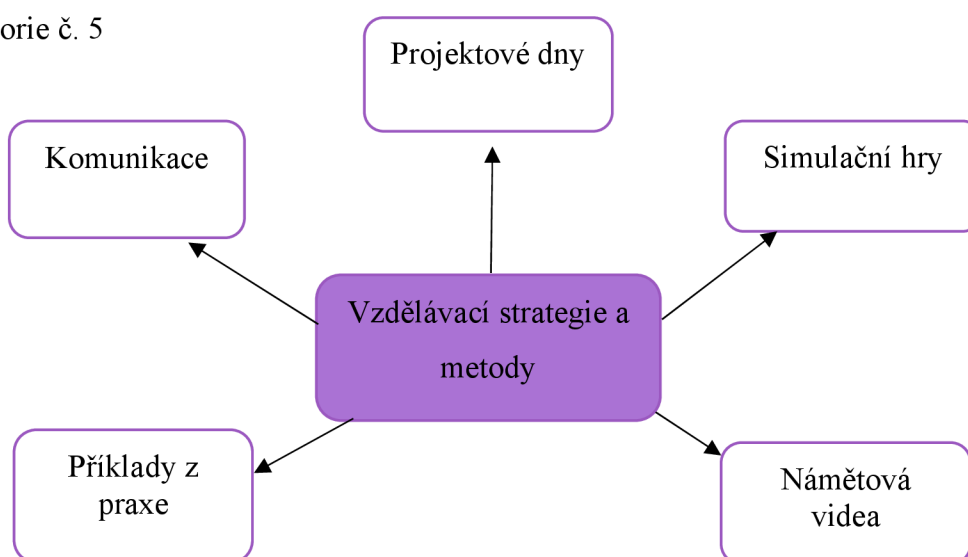 orie č. 5
Projektové dny
Komunikace
Simulační hry
Vzdělávací strategie a
metody
Příklady z
praxe
Námětová
videa